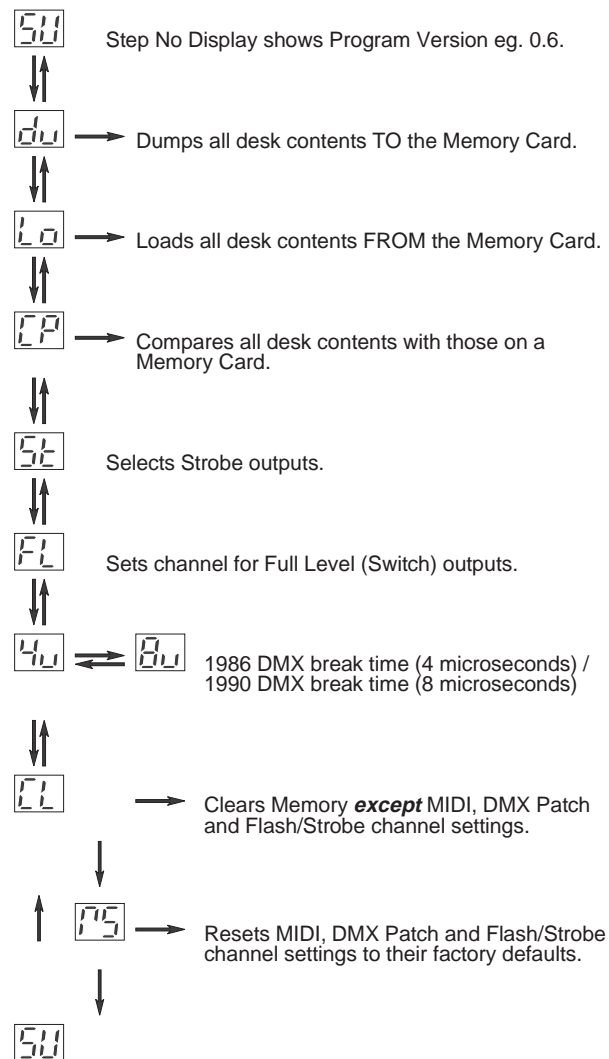 SU
Step No Display shows Program Version eg. 0.6.
du
Dumps all desk contents TO the Memory Card.
Lo
Loads all desk contents FROM the Memory Card.
CP
Compares all desk contents with those on a
Memory Card.
St
Selects Strobe outputs.
FL
Sets channel for Full Level (Switch) outputs.
4u 8u
1986 DMX break time (4 microseconds) /
1990 DMX break time (8 microseconds)
CL
Clears Memory except MIDI, DMX Patch
and Flash/Strobe channel settings.
MS
Resets MIDI, DMX Patch and Flash/Strobe
channel settings to their factory defaults.
SU